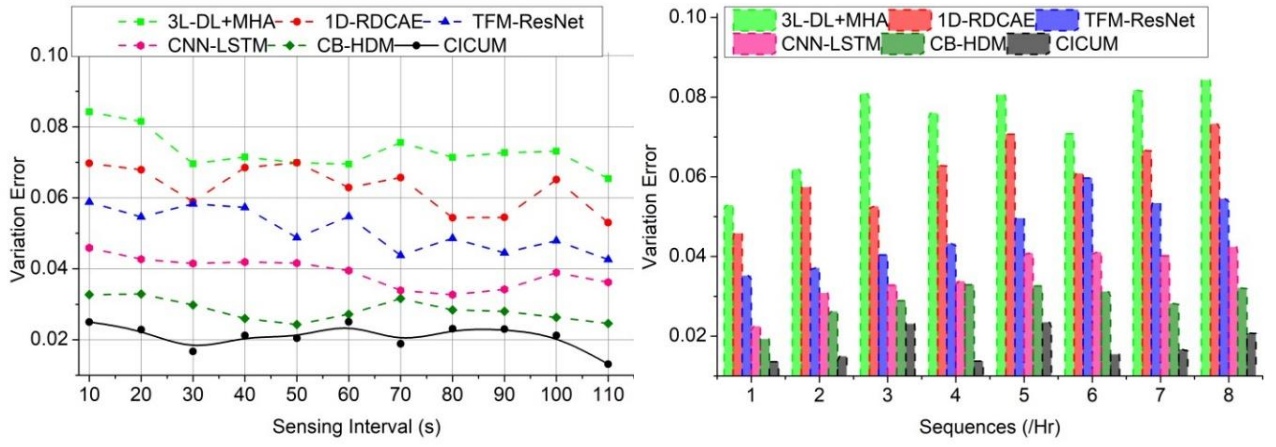 3L-DL+MHA 1D-RDCAE TFM-ResNet
CNN-LSTM CB-HDM CICUM
0.10
0.08
0.06
0.04
0.02
Variation Error
10 20 30 40 50 60 70 80 90 100 110
Sensing Interval (s)
0.10
3L-DL+MHA 1D-RDCAE TFM-ResNet
CNN-LSTM CB-HDM CICUM
0.08
0.06
0.04
0.02
Variation Error
1 2 3 4 5 6 7 8
Sequences (/Hr)